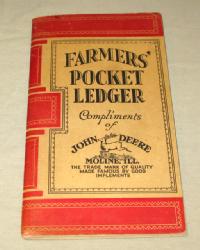 FARMERS'
POCKET
LEDGER
Compliments
of
JOHN DEERE
MOLINE, ILL.
THE TRADE MARK OF QUALITY
MADE FAMOUS BY GOOD
IMPLEMENTS